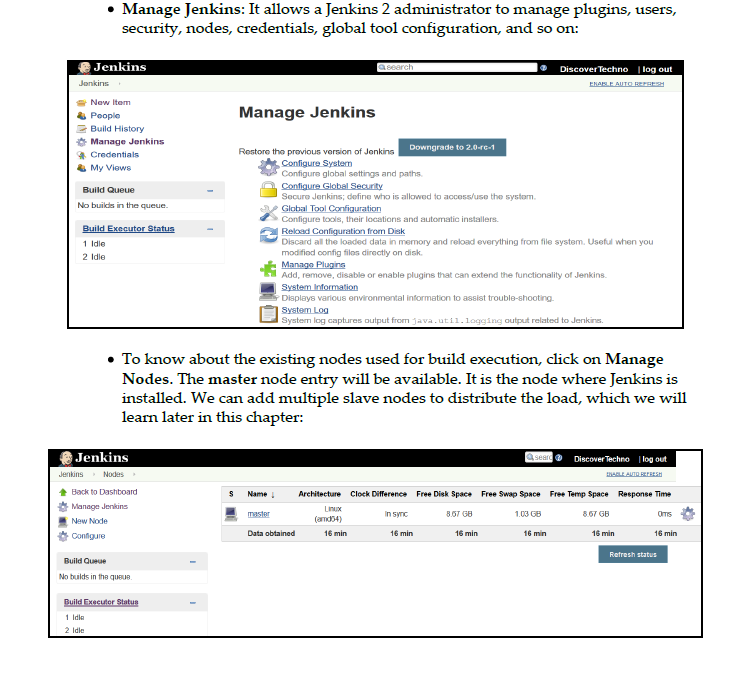 • Manage Jenkins: It allows a Jenkins 2 administrator to manage plugins, users,
security, nodes, credentials, global tool configuration, and so on:
Jenkins
search
DiscoverTechno | log out
Jenkins
ENABLE AUTO REFRESH
New Item
People
Build History
Manage Jenkins
Credentials
My Views
Build Queue
No builds in the queue.
Build Executor Status
1 Idle
2 Idle
Manage Jenkins
Restore the previous version of Jenkins Downgrade to 2.0-rc-1
Configure System
Configure global settings and paths.
Configure Global Security
Secure Jenkins; define who is allowed to access/use the system.
Global Tool Configuration
Configure tools, their locations and automatic installers.
Reload Configuration from Disk
Discard all the loaded data in memory and reload everything from file system. Useful when you
modified config files directly on disk.
Manage Plugins
Add, remove, disable or enable plugins that can extend the functionality of Jenkins.
System Information
Displays various environmental information to assist trouble-shooting.
System Log
System log captures output from java.util.logging output related to Jenkins.
• To know about the existing nodes used for build execution, click on Manage
Nodes. The master node entry will be available. It is the node where Jenkins is
installed. We can add multiple slave nodes to distribute the load, which we will
learn later in this chapter:
Jenkins
searc
DiscoverTechno | log out
Jenkins Nodes
ENABLE AUTO REFRESH
Back to Dashboard
Manage Jenkins
New Node
Configure
Build Queue
No builds in the queue.
Build Executor Status
1 Idle
2 Idle
S Name ↓ Architecture Clock Difference Free Disk Space Free Swap Space Free Temp Space Response Time
master Linux (amd64) In sync 8.67 GB 1.03 GB 8.67 GB 0ms
Data obtained 16 min 16 min 16 min 16 min 16 min 16 min
Refresh status